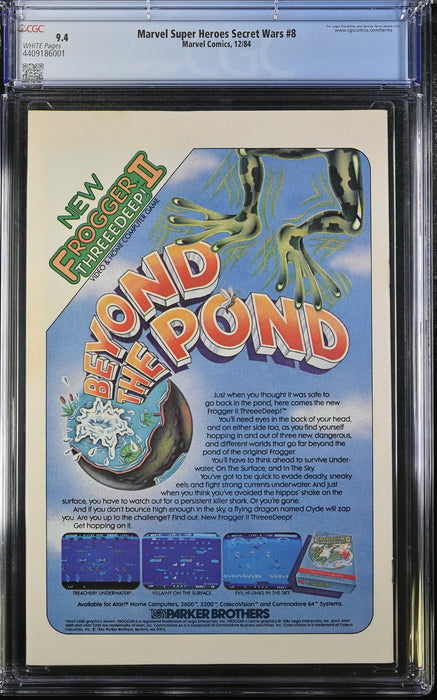 CGC
9.4
WHITE Pages
4409186001
Marvel Super Heroes Secret Wars #8
Marvel Comics, 12/84
www.cgccomics.com/terms
NEW
FROGGER II
THREEEDEEP!
VIDEO & HOME COMPUTER GAME
BEYOND
THE POND
Just when you thought it was safe to
go back in the pond, here comes the new
Frogger II ThreeeDeep!™
You'll need eyes in the back of your head,
and on either side too, as you find yourself
hopping in and out of three new, dangerous,
and different worlds that go far beyond the
pond of the original Frogger.
You'll have to think ahead to survive Under-
water, On The Surface, and In the Sky.
You've got to be quick to evade deadly, sneaky
eels and fight strong currents underwater. And just
when you think you've avoided the hippos' shake on the
surface, you have to watch out for a persistent killer shark. Or you're gone.
And if you don't bounce high enough in the sky, a flying dragon named Clyde will zap
you. Are you up to the challenge? Find out. New Frogger II ThreeeDeep!
Get hopping on it.
FROGGER II
TREACHERY UNDERWATER*.
VILLAINY ON THE SURFACE.
EVIL HI-JINKS IN THE SKY.
Available for Atari® Home Computers, 2600™, 5200™, ColecoVision™ and Commodore 64™ Systems.
PARKER BROTHERS